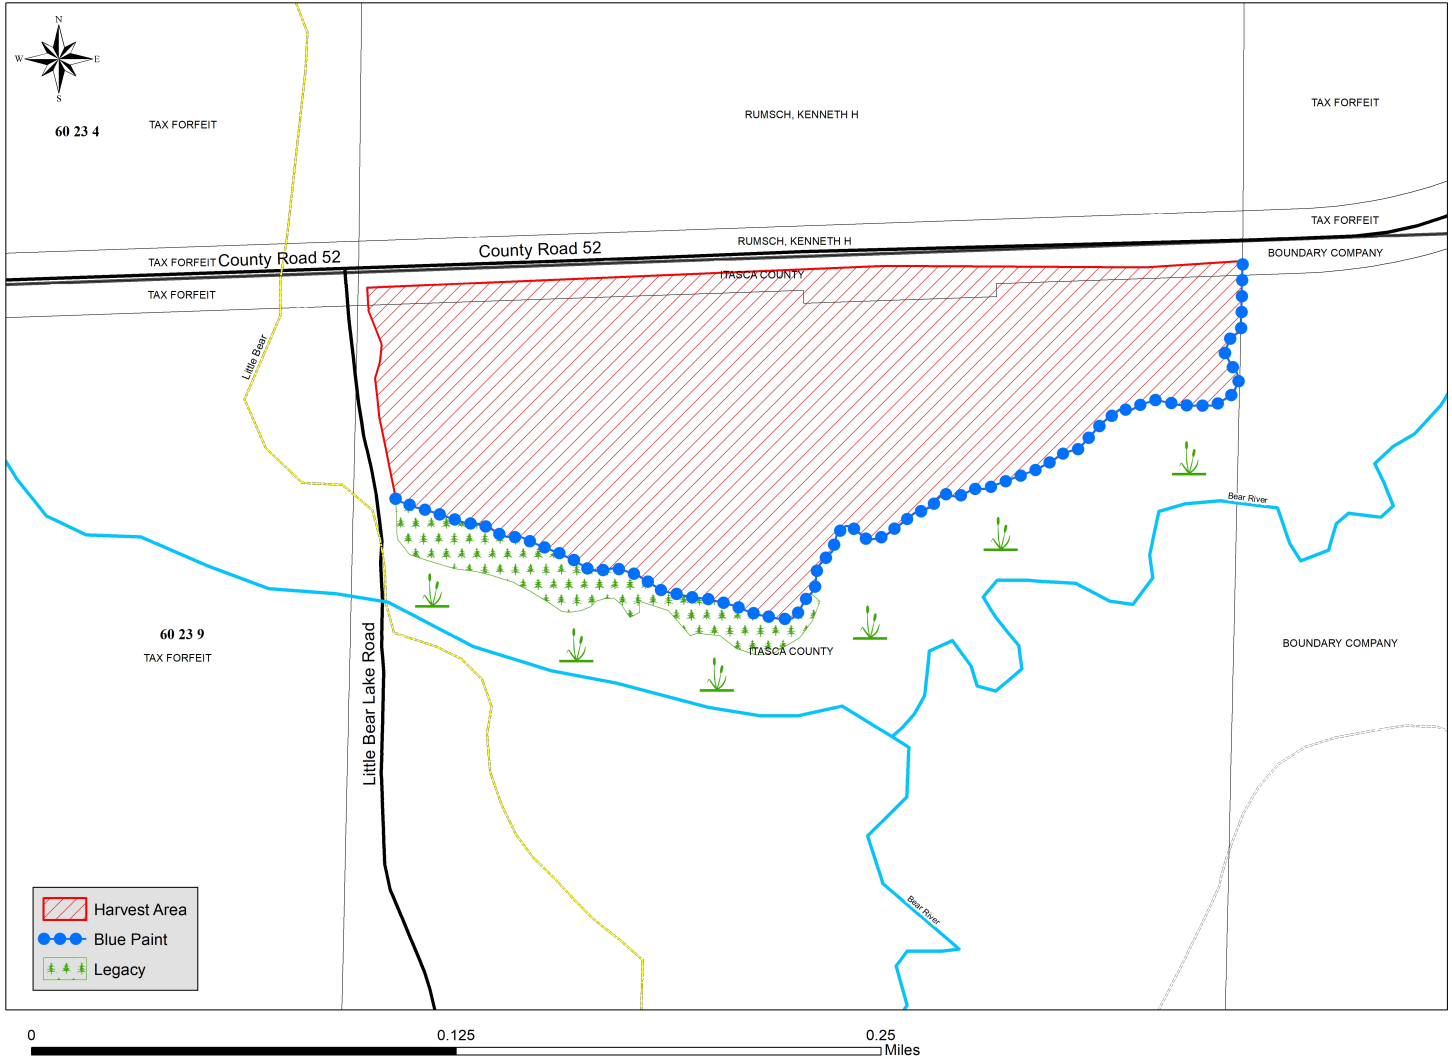 N
W E
S
60 23 4
TAX FORFEIT
RUMSCH, KENNETH H
TAX FORFEIT
TAX FORFEIT
County Road 52
County Road 52
RUMSCH, KENNETH H
TAX FORFEIT
BOUNDARY COMPANY
TAX FORFEIT
ITASCA COUNTY
Little Bear
Bear River
60 23 9
TAX FORFEIT
Little Bear Lake Road
ITASCA COUNTY
BOUNDARY COMPANY
Bear River
Harvest Area
Blue Paint
Legacy
0 0.125 0.25
Miles